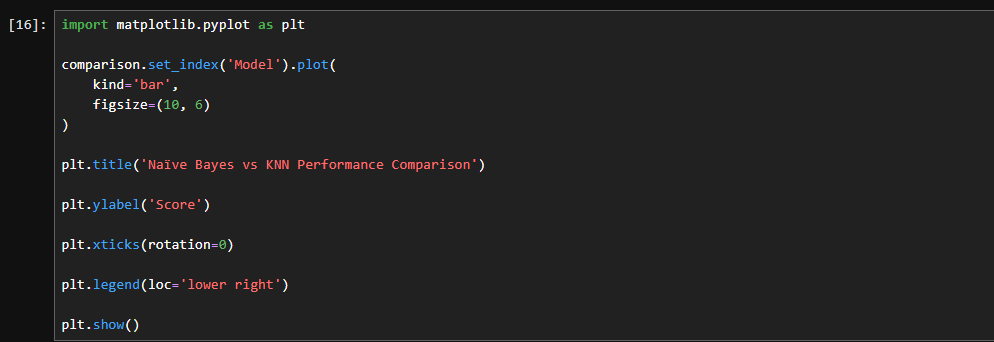 [16]: import matplotlib.pyplot as plt
comparison.set_index('Model').plot(
    kind='bar',
    figsize=(10, 6)
)
plt.title('Naïve Bayes vs KNN Performance Comparison')
plt.ylabel('Score')
plt.xticks(rotation=0)
plt.legend(loc='lower right')
plt.show()